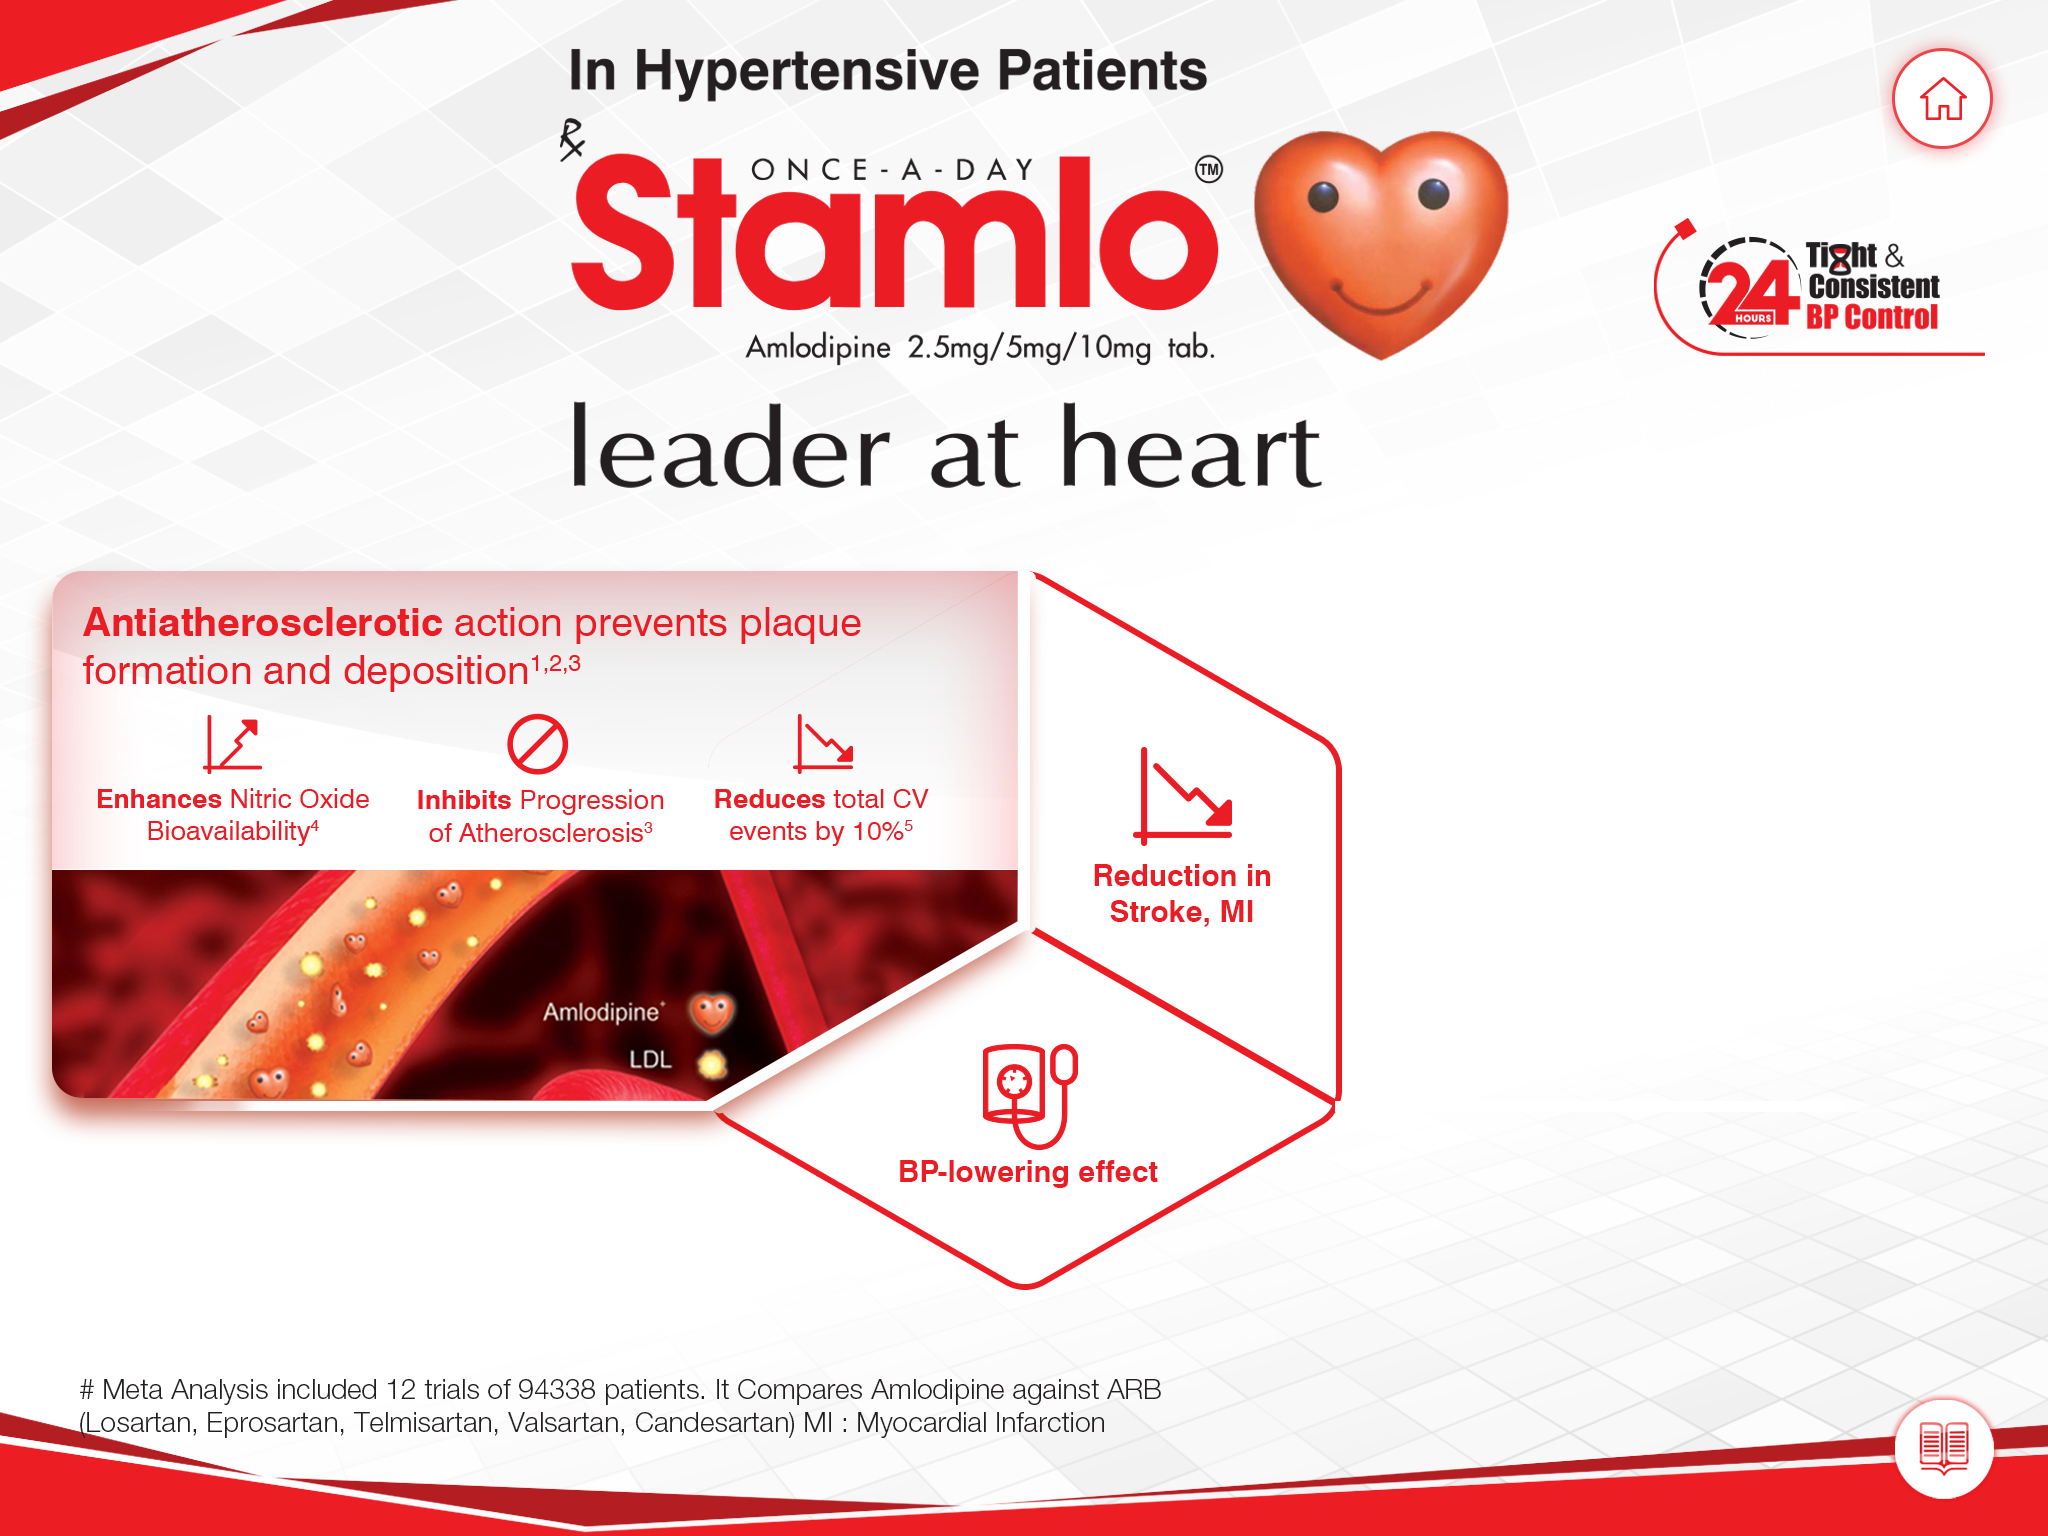 In Hypertensive Patients
Rx
ONCE-A-DAY
Stamlo™
Amlodipine 2.5mg/5mg/10mg tab.
leader at heart
24 HOURS
Tight &
Consistent
BP Control
Antiatherosclerotic action prevents plaque
formation and deposition1,2,3
Enhances Nitric Oxide
Bioavailability4
Inhibits Progression
of Atherosclerosis3
Reduces total CV
events by 10%5
Amlodipine+
LDL
Reduction in
Stroke, MI
BP-lowering effect
# Meta Analysis included 12 trials of 94338 patients. It Compares Amlodipine against ARB
(Losartan, Eprosartan, Telmisartan, Valsartan, Candesartan) MI : Myocardial Infarction